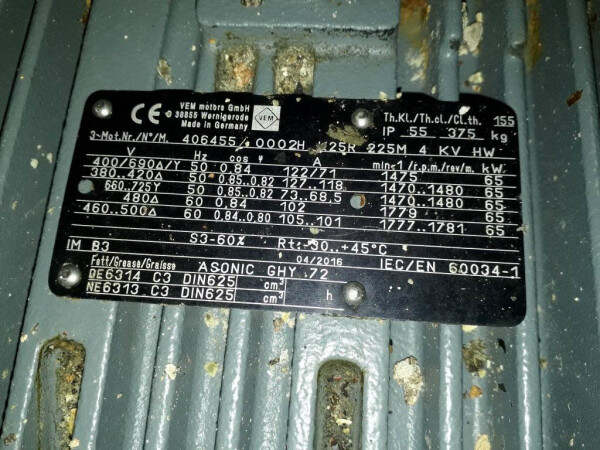 CE VEM motors GmbH
D 38855 Wernigerode
Made in Germany
VEM
Th.Kl./Th.cl./Cl.th. 155
IP 55 375 kg
3~Mot.Nr./N°/M. 406455/0002H 225M 4 KV HW
V Hz cos φ A min-1/r.p.m./rev/m. kW
400/690Δ/Y 50 0.84 122/71 1475 65
380..420Δ 50 0.85..0.82 127..118 1470..1480 65
660..725Y 50 0.85..0.82 68.5 1470..1480 65
480Δ 60 0.84 102 1779 65
460..500Δ 60 0.84..0.80 105..101 1777..1781 65
IM B3 S3-60% Rt:-30..+45°C
04/2016 IEC/EN 60034-1
Fett/Grease/Graisse ASONIC GHY 72
DE6314 C3 DIN625 cm³
NE6313 C3 DIN625 cm³ h